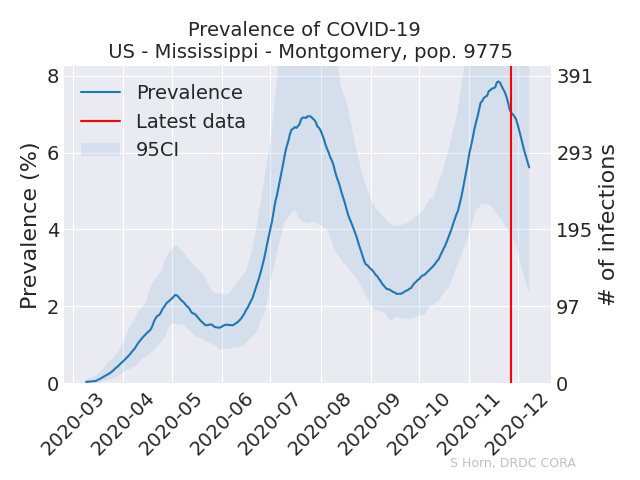 Prevalence of COVID-19
US - Mississippi - Montgomery, pop. 9775
Prevalence (%)
8
6
4
2
0
Prevalence
Latest data
95CI
391
293
195
97
0
# of infections
2020-03
2020-04
2020-05
2020-06
2020-07
2020-08
2020-09
2020-10
2020-11
2020-12
S Horn, DRDC CORA